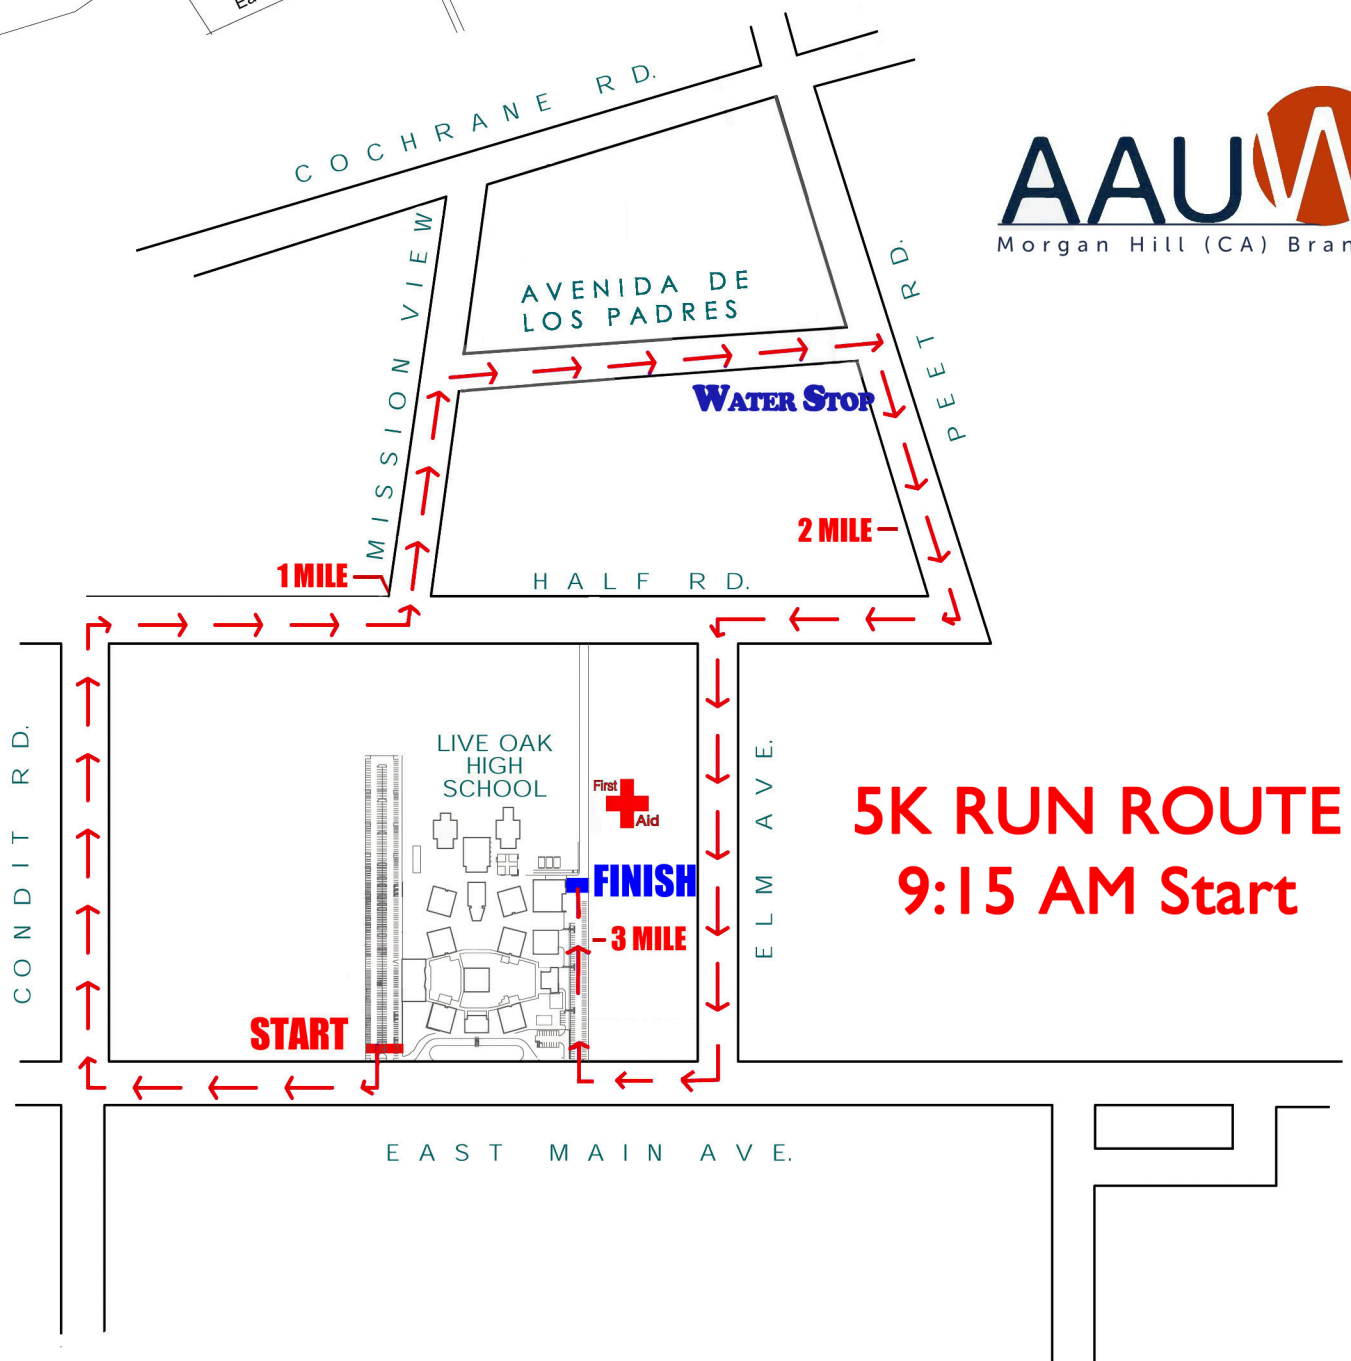 Ea
COCHRANE RD.
AAUW
Morgan Hill (CA) Bran
MISSION VIEW
AVENIDA DE
LOS PADRES
PEET RD.
WATER STOP
2 MILE
1 MILE
HALF RD.
CONDIT RD.
LIVE OAK
HIGH
SCHOOL
First
Aid
ELM AVE.
5K RUN ROUTE
9:15 AM Start
FINISH
3 MILE
START
EAST MAIN AVE.